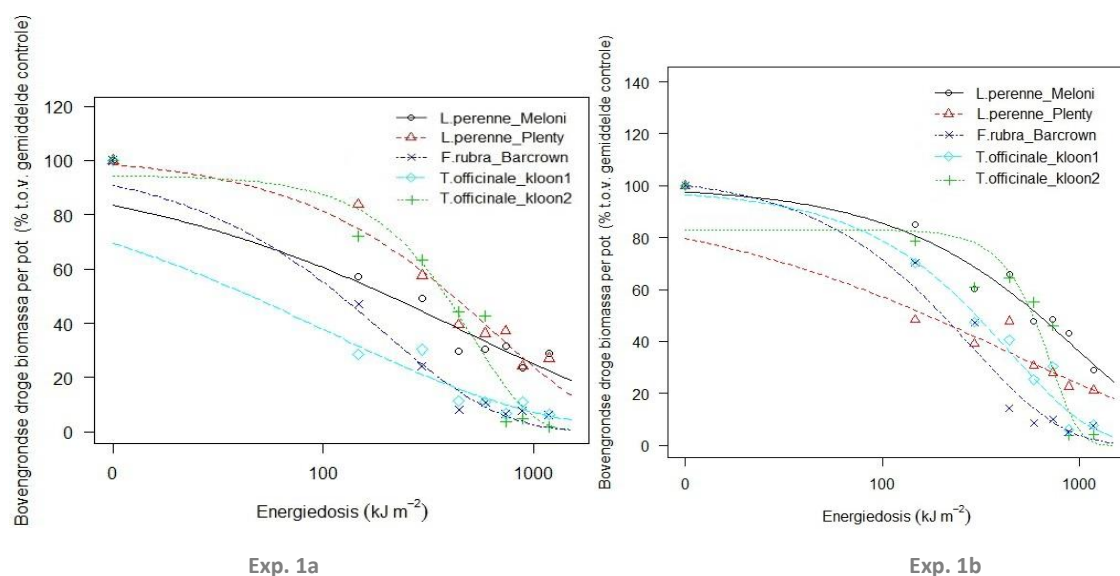 Bovengrondse droge biomassa per pot (% t.o.v. gemiddelde controle)
120
100
80
60
40
20
0
L.perenne_Meloni
L.perenne_Plenty
F.rubra_Barcrown
T.officinale_kloon1
T.officinale_kloon2
0
100
1000
Energiedosis (kJ m⁻²)
Exp. 1a
Bovengrondse droge biomassa per pot (% t.o.v. gemiddelde controle)
140
120
100
80
60
40
20
0
L.perenne_Meloni
L.perenne_Plenty
F.rubra_Barcrown
T.officinale_kloon1
T.officinale_kloon2
0
100
1000
Energiedosis (kJ m⁻²)
Exp. 1b